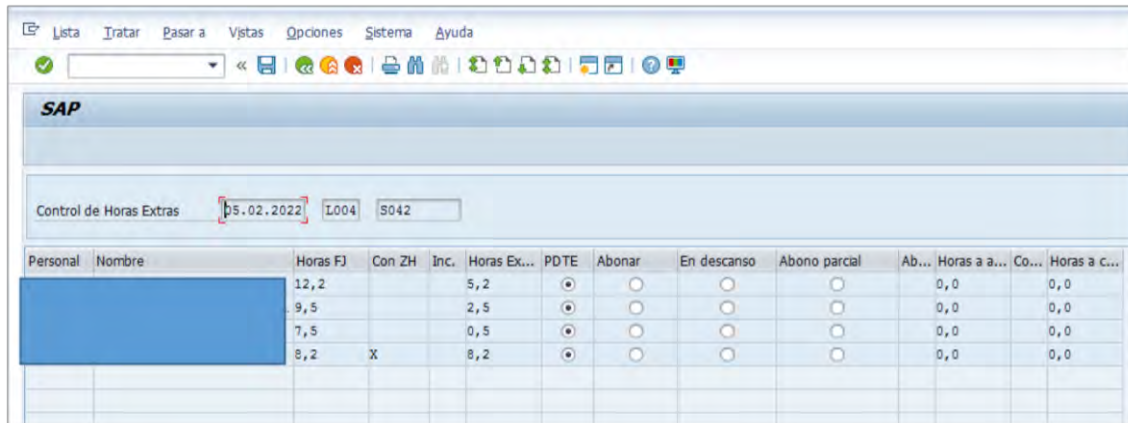 Lista Tratar Pasar a Vistas Opciones Sistema Ayuda
SAP
Control de Horas Extras 05.02.2022 L004 S042
Personal Nombre Horas FJ Con ZH Inc. Horas Ex... PDTE Abonar En descanso Abono parcial Ab... Horas a a... Co... Horas a c...
12,2 5,2 0,0 0,0
9,5 2,5 0,0 0,0
7,5 0,5 0,0 0,0
8,2 X 8,2 0,0 0,0